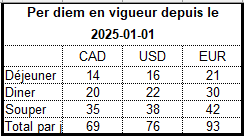 Per diem en vigueur depuis le
2025-01-01
CAD USD EUR
Déjeuner 14 16 21
Diner 20 22 30
Souper 35 38 42
Total par j 69 76 93